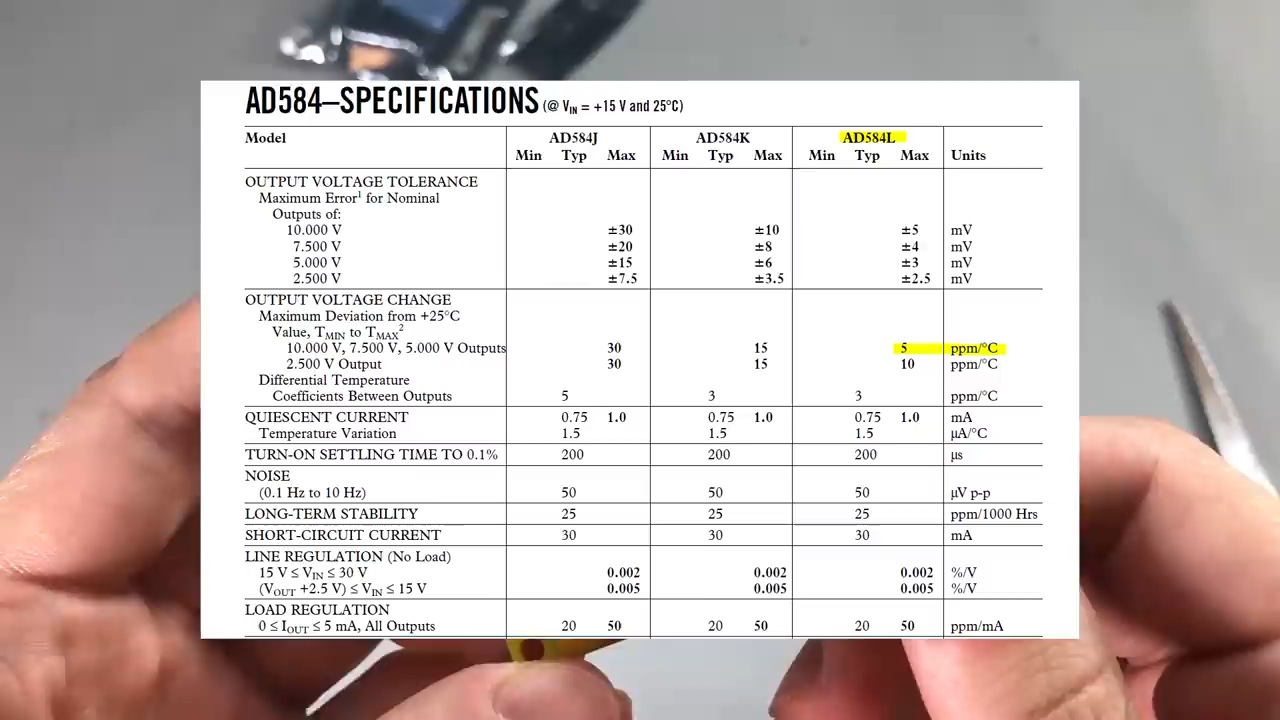 AD584–SPECIFICATIONS (@ VIN = +15 V and 25°C)
Model AD584J AD584K AD584L
Min Typ Max Min Typ Max Min Typ Max Units
OUTPUT VOLTAGE TOLERANCE
Maximum Error1 for Nominal
Outputs of:
10.000 V ±30 ±10 ±5 mV
7.500 V ±20 ±8 ±4 mV
5.000 V ±15 ±6 ±3 mV
2.500 V ±7.5 ±3.5 ±2.5 mV
OUTPUT VOLTAGE CHANGE
Maximum Deviation from +25°C
Value, TMIN to TMAX2
10.000 V, 7.500 V, 5.000 V Outputs 30 15 5 ppm/°C
2.500 V Output 30 15 10 ppm/°C
Differential Temperature
Coefficients Between Outputs 5 3 3 ppm/°C
QUIESCENT CURRENT 0.75 1.0 0.75 1.0 0.75 1.0 mA
Temperature Variation 1.5 1.5 1.5 µA/°C
TURN-ON SETTLING TIME TO 0.1% 200 200 200 µs
NOISE
(0.1 Hz to 10 Hz) 50 50 50 µV p-p
LONG-TERM STABILITY 25 25 25 ppm/1000 Hrs
SHORT-CIRCUIT CURRENT 30 30 30 mA
LINE REGULATION (No Load)
15 V ≤ VIN ≤ 30 V 0.002 0.002 0.002 %/V
(VOUT +2.5 V) ≤ VIN ≤ 15 V 0.005 0.005 0.005 %/V
LOAD REGULATION
0 ≤ IOUT ≤ 5 mA, All Outputs 20 50 20 50 20 50 ppm/mA